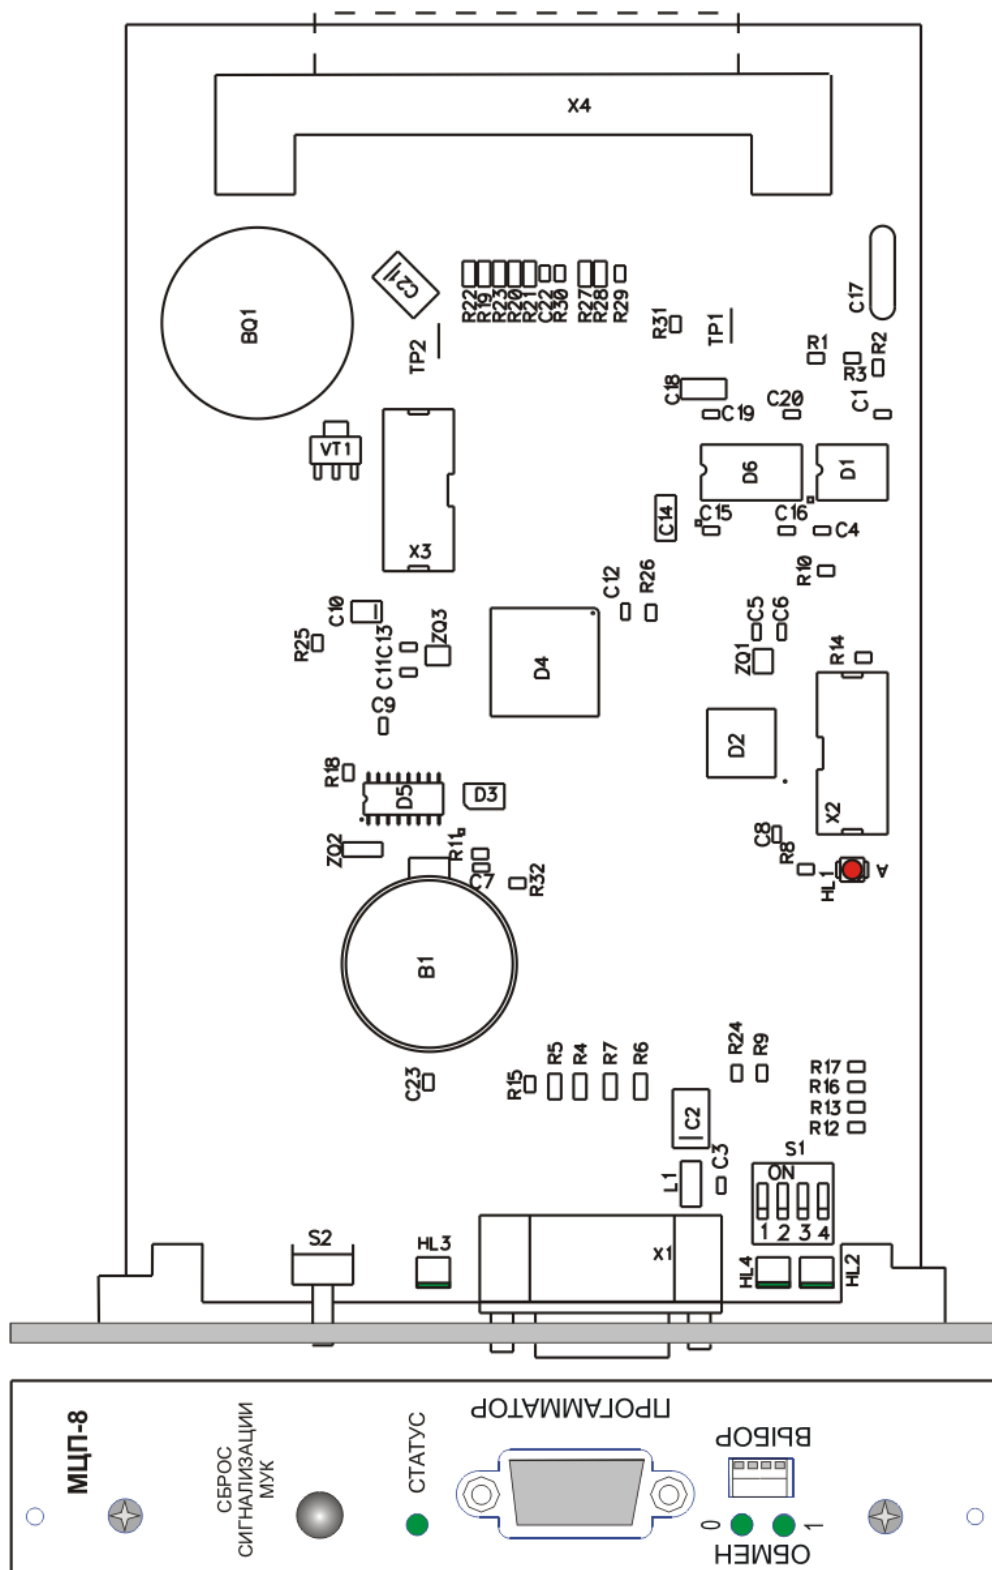 X4
BQ1
C21
R22
R19
R23
R20
R21
C22
R30
R27
R28
R29
TP2
R31
TP1
C17
R1
R3
R2
C18
C19
C20
C1
VT1
X3
D6
D1
C14
C15
C16
C4
R10
C10
R25
C13
C11
ZQ3
C12
R26
C5
C6
ZQ1
R14
D4
C9
D2
X2
R18
D5
D3
ZQ2
R11
C7
R32
C8
R8
HL1
A
B1
C23
R15
R5
R4
R7
R6
R24
R9
R17
R16
R13
R12
C2
L1
C3
S1
ON
1 2 3 4
S2
HL3
X1
HL4
HL2
МЦП-8
СБРОС
СИГНАЛИЗАЦИИ
МУК
СТАТУС
ПРОГРАММАТОР
ВЫБОР
0
1
ОБМЕН